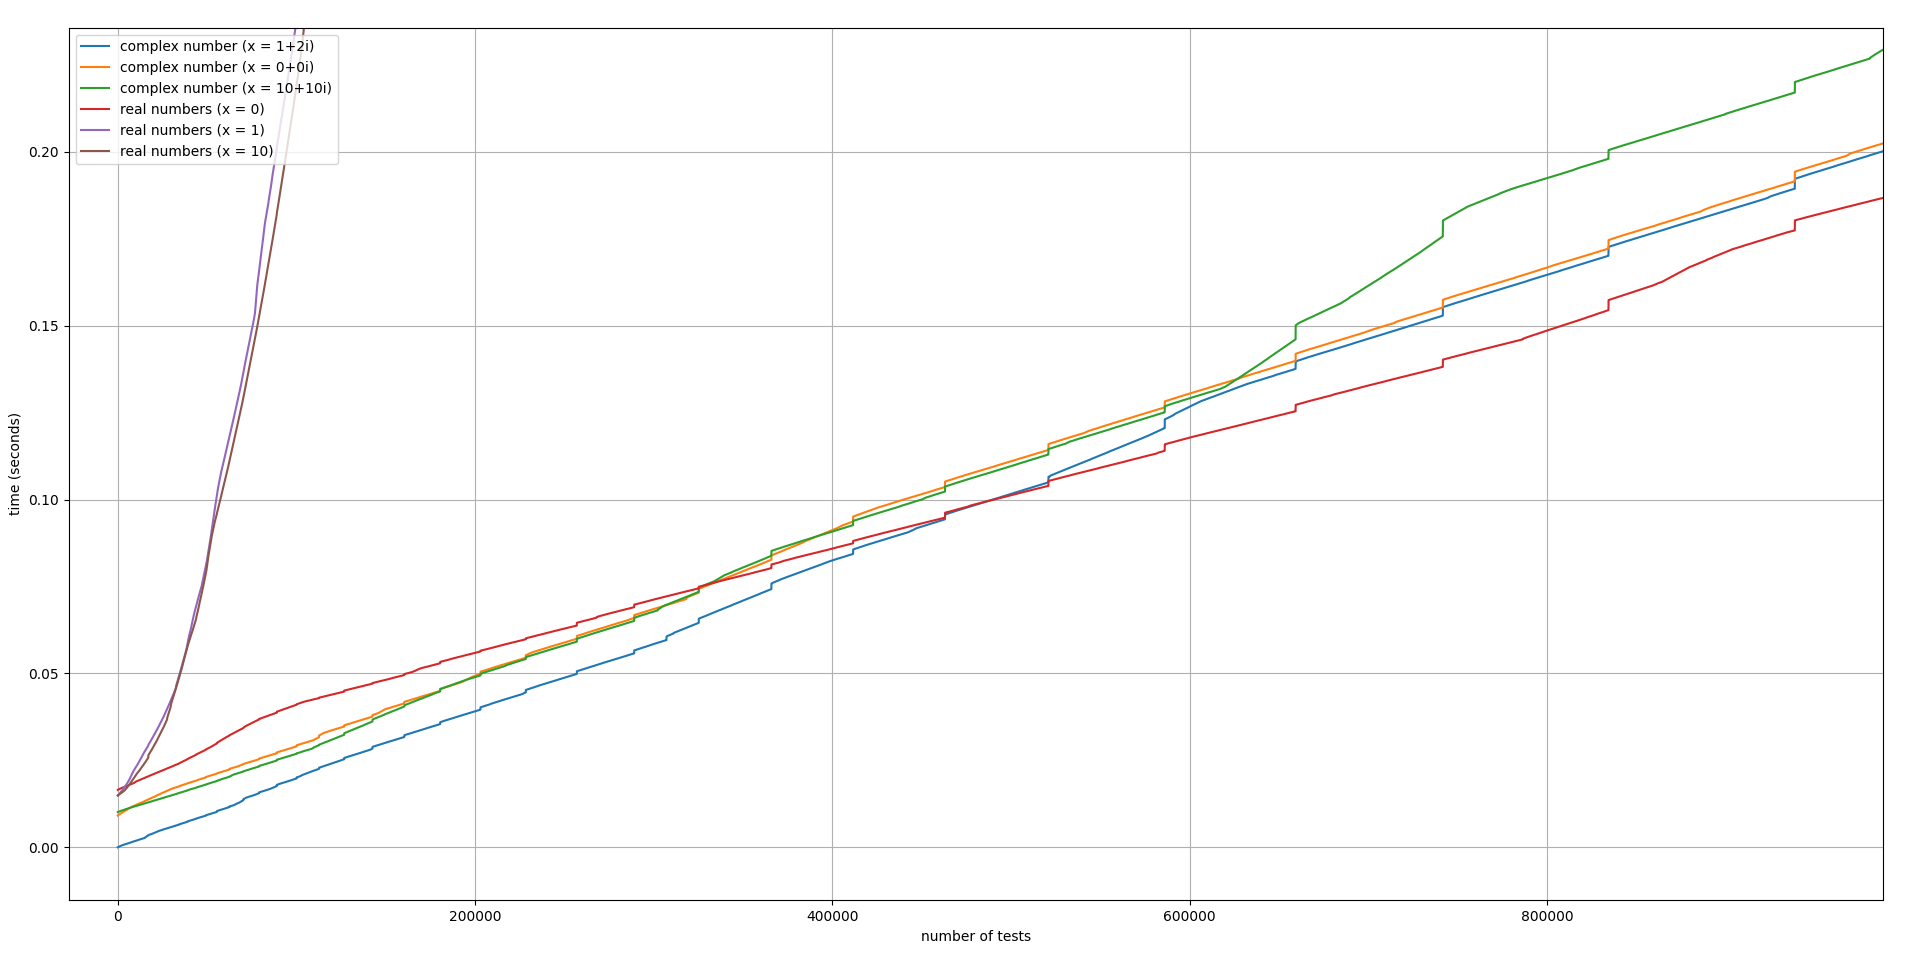 complex number (x = 1+2i)
complex number (x = 0+0i)
complex number (x = 10+10i)
real numbers (x = 0)
real numbers (x = 1)
real numbers (x = 10)
0.20
0.15
0.10
0.05
0.00
time (seconds)
0 200000 400000 600000 800000
number of tests